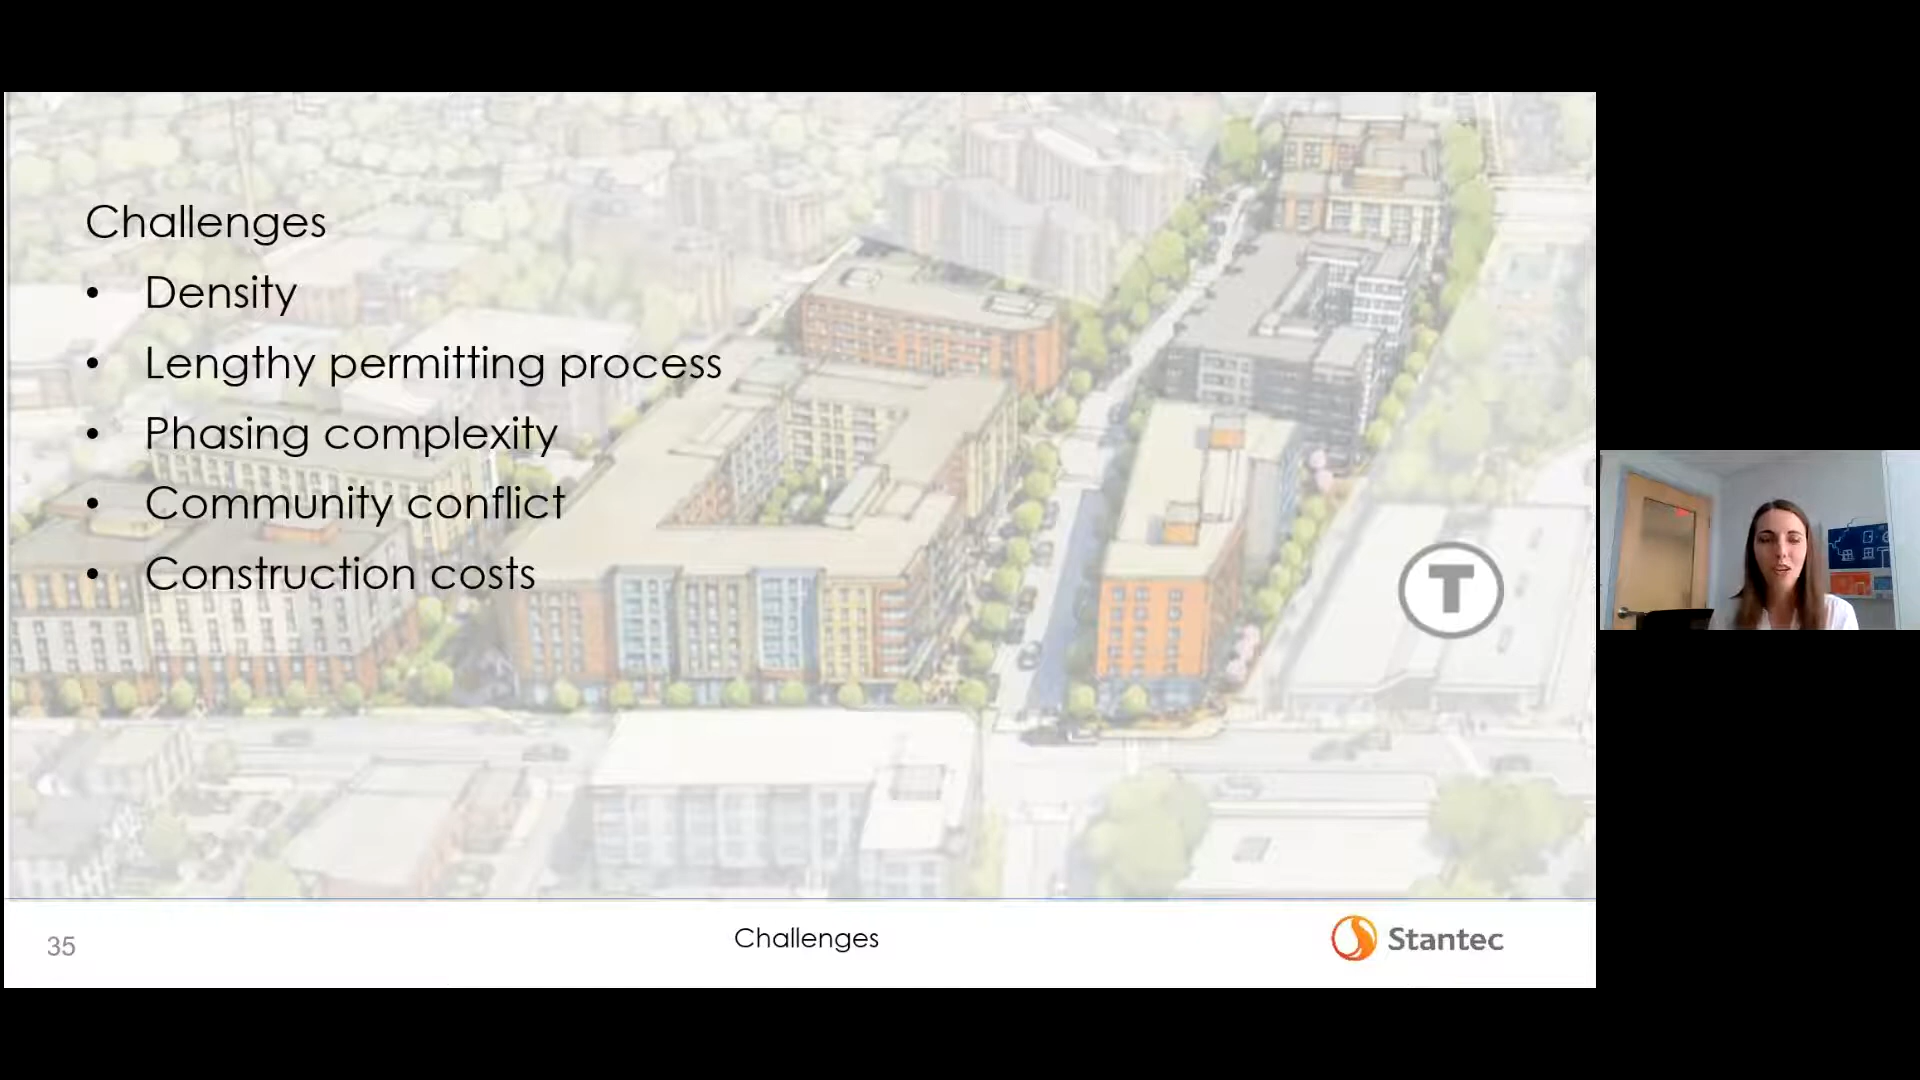 Challenges
• Density
• Lengthy permitting process
• Phasing complexity
• Community conflict
• Construction costs
T
35
Challenges
Stantec